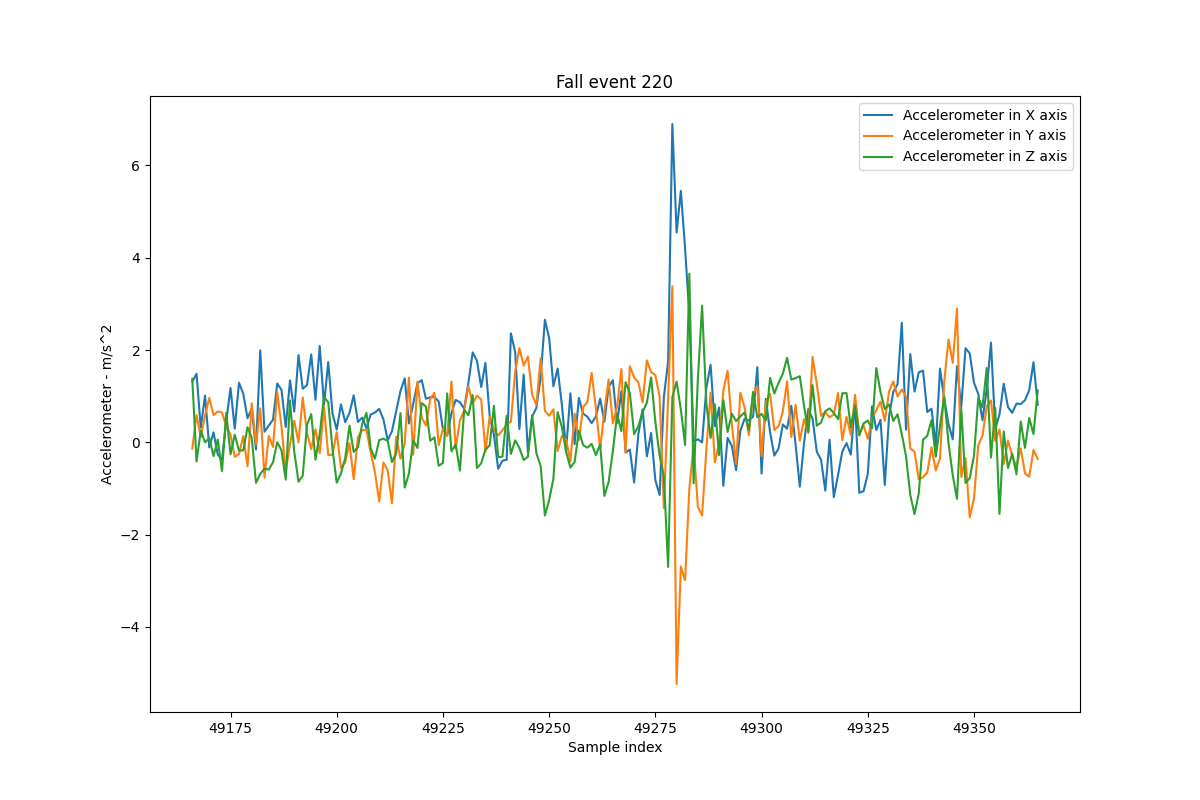 Fall event 220
Accelerometer in X axis
Accelerometer in Y axis
Accelerometer in Z axis
Accelerometer - m/s^2
6
4
2
0
−2
−4
49175 49200 49225 49250 49275 49300 49325 49350
Sample index